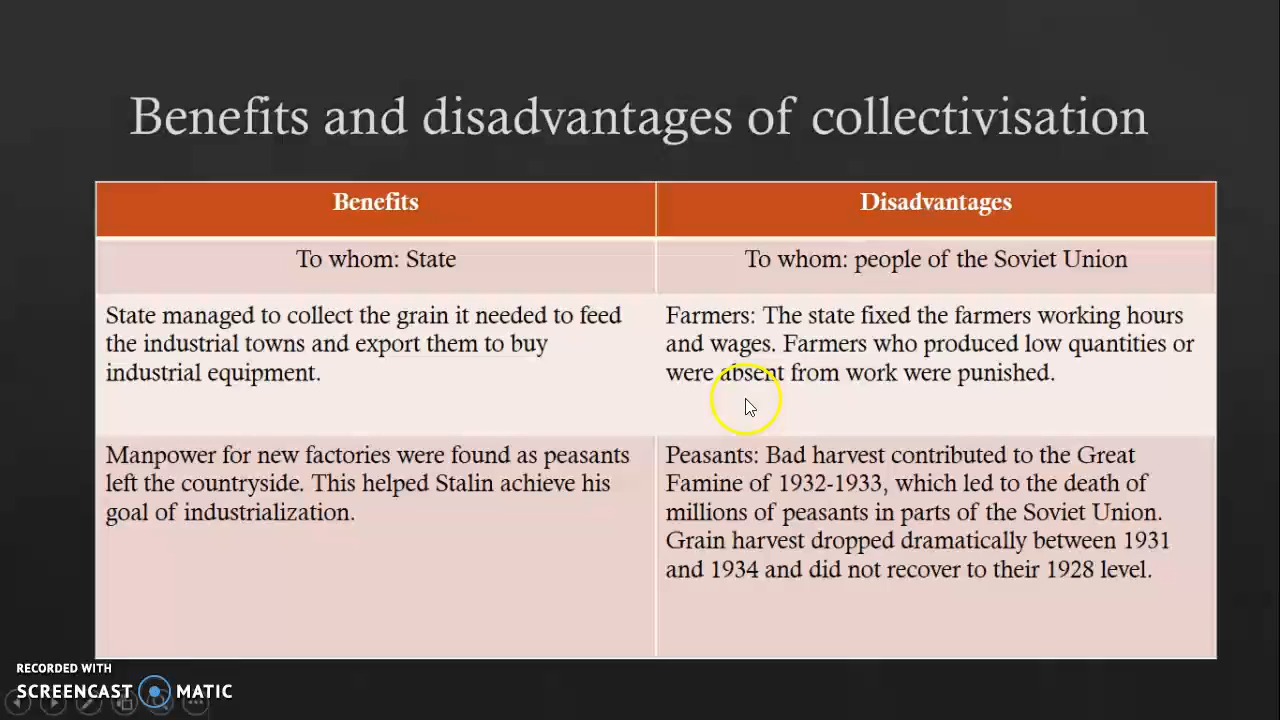 Benefits and disadvantages of collectivisation
Benefits
Disadvantages
To whom: State
To whom: people of the Soviet Union
State managed to collect the grain it needed to feed
the industrial towns and export them to buy
industrial equipment.
Farmers: The state fixed the farmers working hours
and wages. Farmers who produced low quantities or
were absent from work were punished.
Manpower for new factories were found as peasants
left the countryside. This helped Stalin achieve his
goal of industrialization.
Peasants: Bad harvest contributed to the Great
Famine of 1932-1933, which led to the death of
millions of peasants in parts of the Soviet Union.
Grain harvest dropped dramatically between 1931
and 1934 and did not recover to their 1928 level.
RECORDED WITH
SCREENCAST MATIC